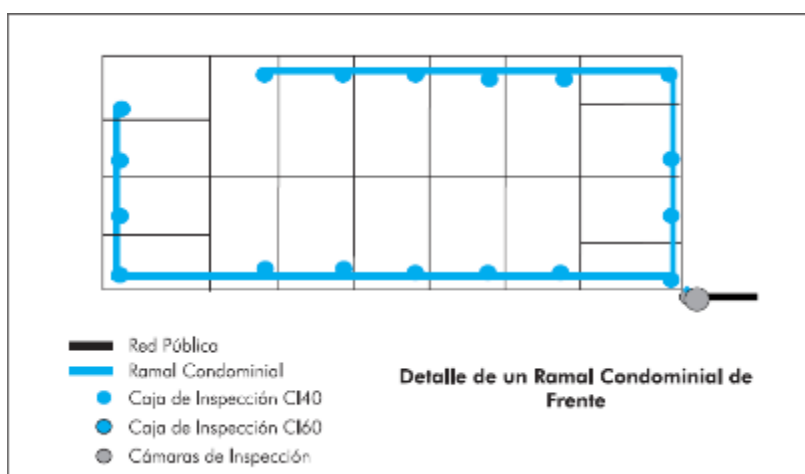 Red Pública
Ramal Condominial
Caja de Inspección CI40
Caja de Inspección CI60
Cámaras de Inspección
Detalle de un Ramal Condominial de
Frente